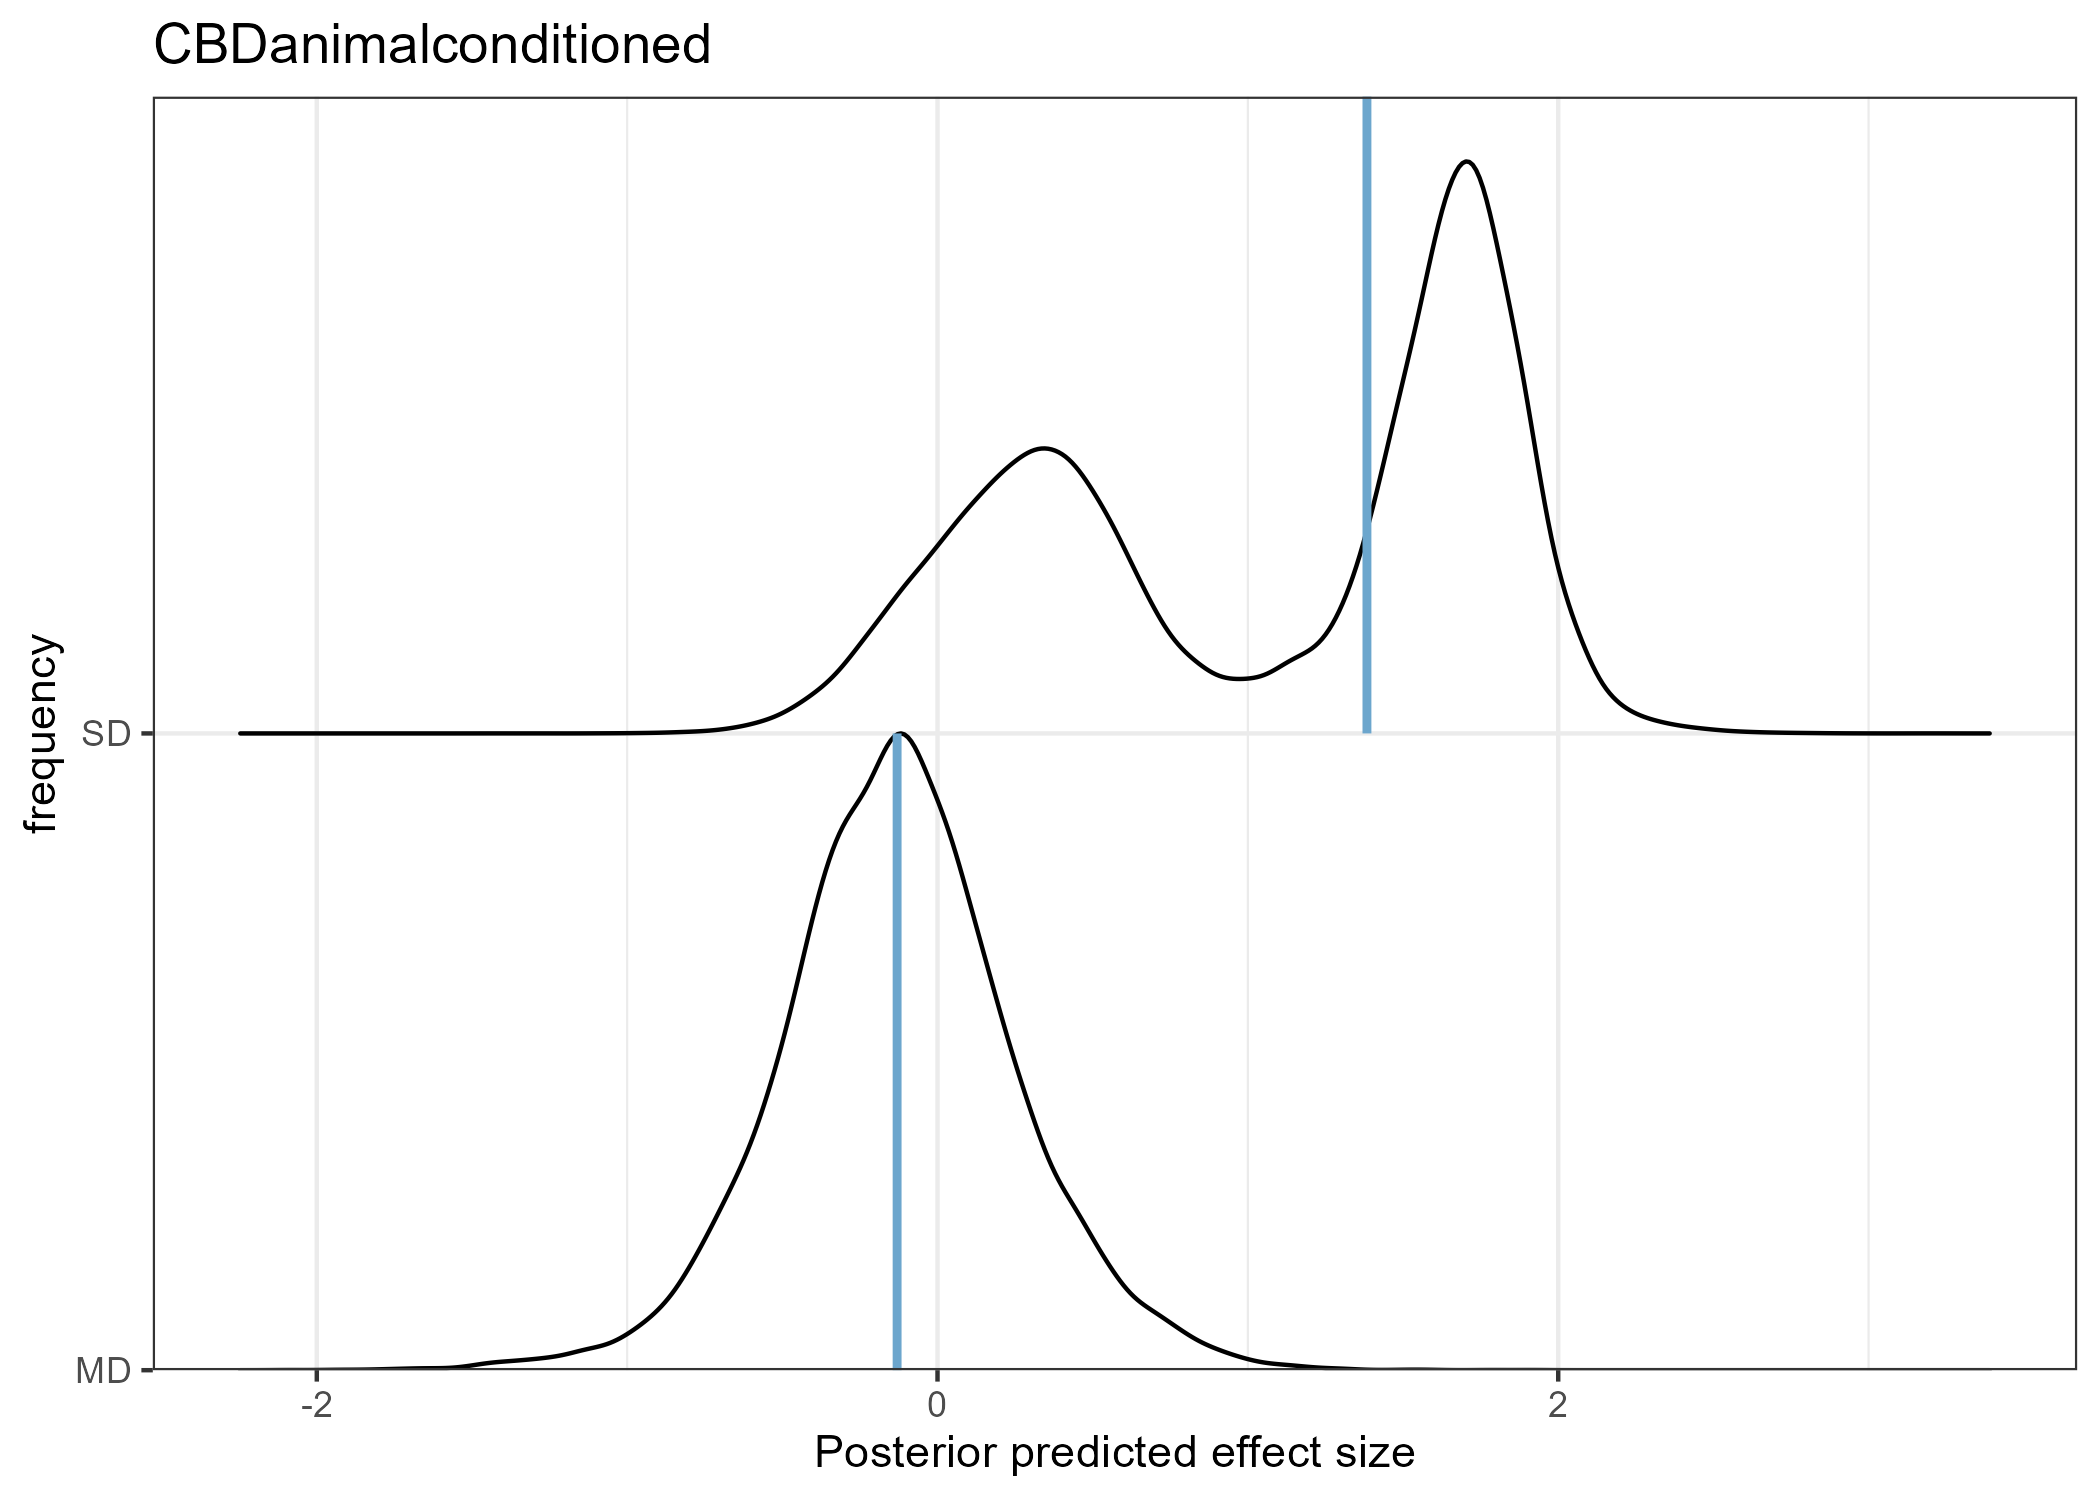 CBDanimalconditioned
frequency
SD
MD
-2
0
2
Posterior predicted effect size